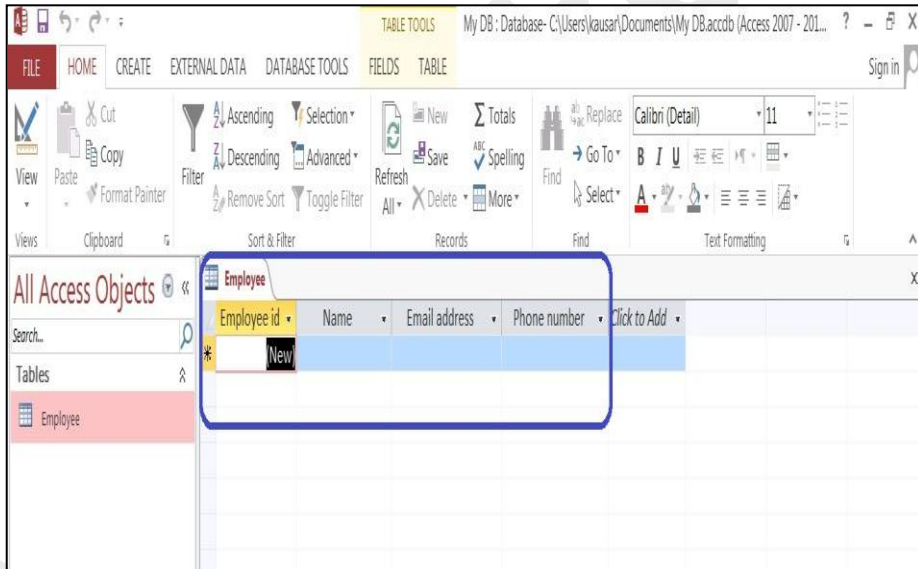 TABLE TOOLS My DB : Database- C:\Users\kausar\Documents\My DB.accdb (Access 2007 - 201... ? X
FILE HOME CREATE EXTERNAL DATA DATABASE TOOLS FIELDS TABLE Sign in
Cut Ascending Selection New Σ Totals Replace Calibri (Detail) 11
Copy Descending Advanced Save Spelling Go To B I U
View Paste Format Painter Filter Remove Sort Toggle Filter Refresh All Delete More Find Select A
Views Clipboard Sort & Filter Records Find Text Formatting
All Access Objects « Employee X
Employee id Name Email address Phone number Click to Add
Search...
* (New)
Tables
Employee